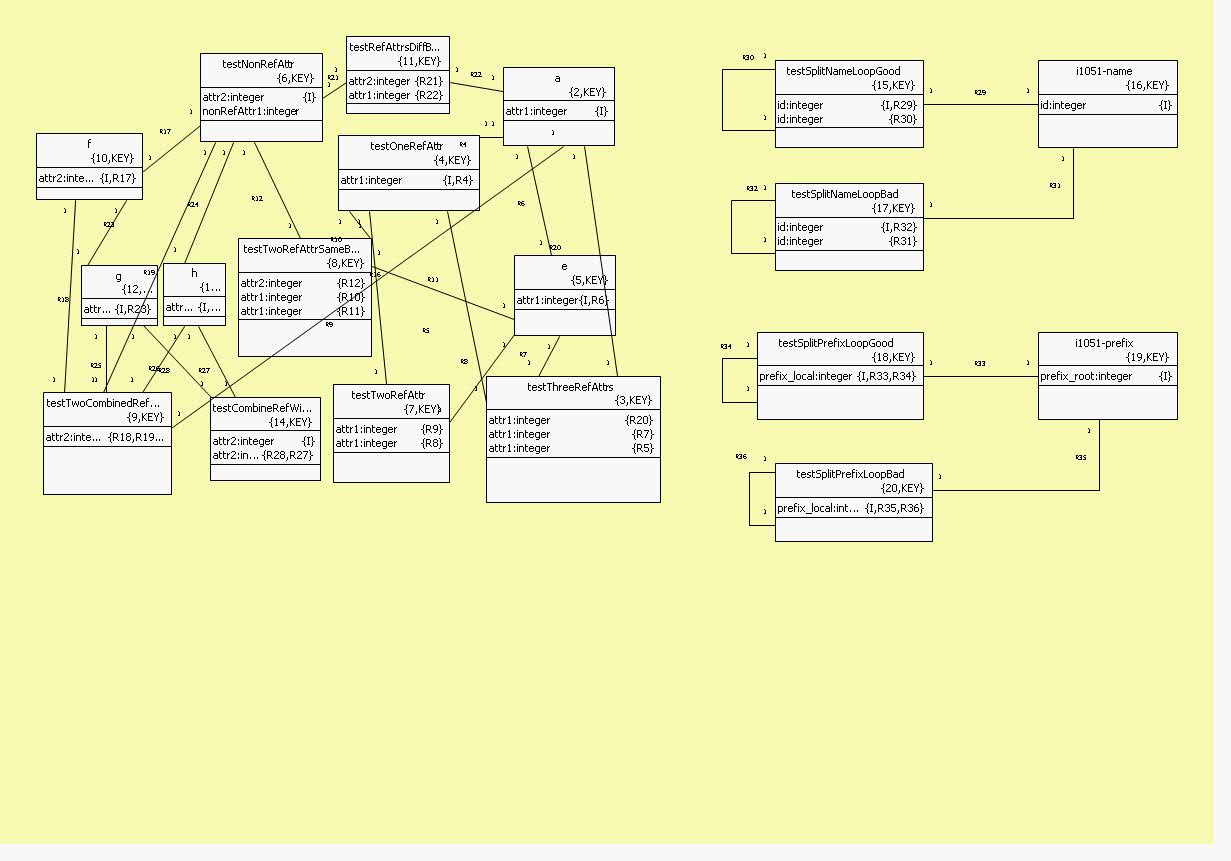 testNonRefAttr
{6,KEY}
attr2:integer {I}
nonRefAttr1:integer
testRefAttrsDiffB...
{11,KEY}
attr2:integer {R21}
attr1:integer {R22}
a
{2,KEY}
attr1:integer {I}
f
{10,KEY}
attr2:inte... {I,R17}
testOneRefAttr
{4,KEY}
attr1:integer {I,R4}
g
{12,...
attr... {I,R23}
h
{1...
attr... {I,...
testTwoRefAttrSameB...
{8,KEY}
attr2:integer {R12}
attr1:integer {R10}
attr1:integer {R11}
e
{5,KEY}
attr1:integer{I,R6}
testTwoCombinedRef...
{9,KEY}
attr2:inte... {R18,R19...
testCombineRefWi...
{14,KEY}
attr2:integer {I}
attr2:in... {R28,R27}
testTwoRefAttr
{7,KEY}
attr1:integer {R9}
attr1:integer {R8}
testThreeRefAttrs
{3,KEY}
attr1:integer {R20}
attr1:integer {R7}
attr1:integer {R5}
R17
R21
R22
R4
R12
R24
R23
R6
R10
R20
R19
R16
R11
R18
R9
R5
R7
R8
R25
R28
R27
testSplitNameLoopGood
{15,KEY}
id:integer {I,R29}
id:integer {R30}
i1051-name
{16,KEY}
id:integer {I}
R30
R29
testSplitNameLoopBad
{17,KEY}
id:integer {I,R32}
id:integer {R31}
R32
R31
testSplitPrefixLoopGood
{18,KEY}
prefix_local:integer {I,R33,R34}
i1051-prefix
{19,KEY}
prefix_root:integer {I}
R34
R33
testSplitPrefixLoopBad
{20,KEY}
prefix_local:int... {I,R35,R36}
R36
R35